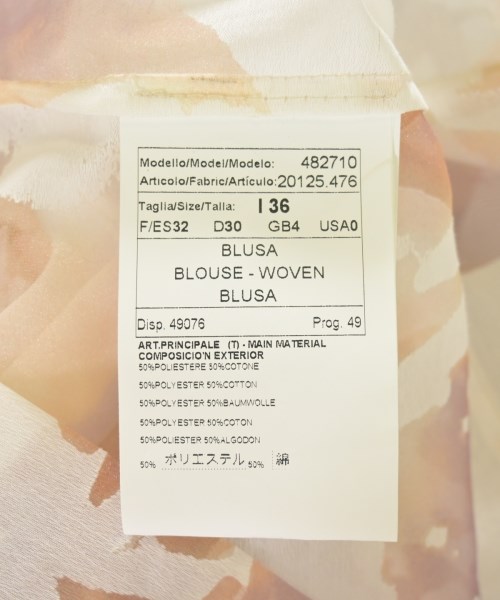 Modello/Model/Modelo: 482710
Articolo/Fabric/Artículo: 20125.476
Taglia/Size/Talla: I 36
F/ES32 D30 GB4 USA0
BLUSA
BLOUSE - WOVEN
BLUSA
Disp. 49076 Prog. 49
ART.PRINCIPALE (T) - MAIN MATERIAL
COMPOSICIO'N EXTERIOR
50%POLIESTERE 50%COTONE
50%POLYESTER 50%COTTON
50%POLYESTER 50%BAUMWOLLE
50%POLYESTER 50%COTON
50%POLIESTER 50%ALGODON
50% ポリエステル 50% 綿